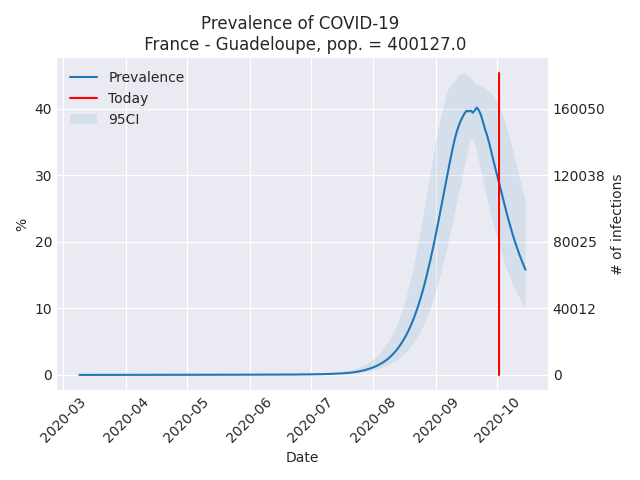 Prevalence of COVID-19
France - Guadeloupe, pop. = 400127.0
Prevalence
Today
95CI
%
40
30
20
10
0
160050
120038
80025
40012
0
# of infections
2020-03
2020-04
2020-05
2020-06
2020-07
2020-08
2020-09
2020-10
Date